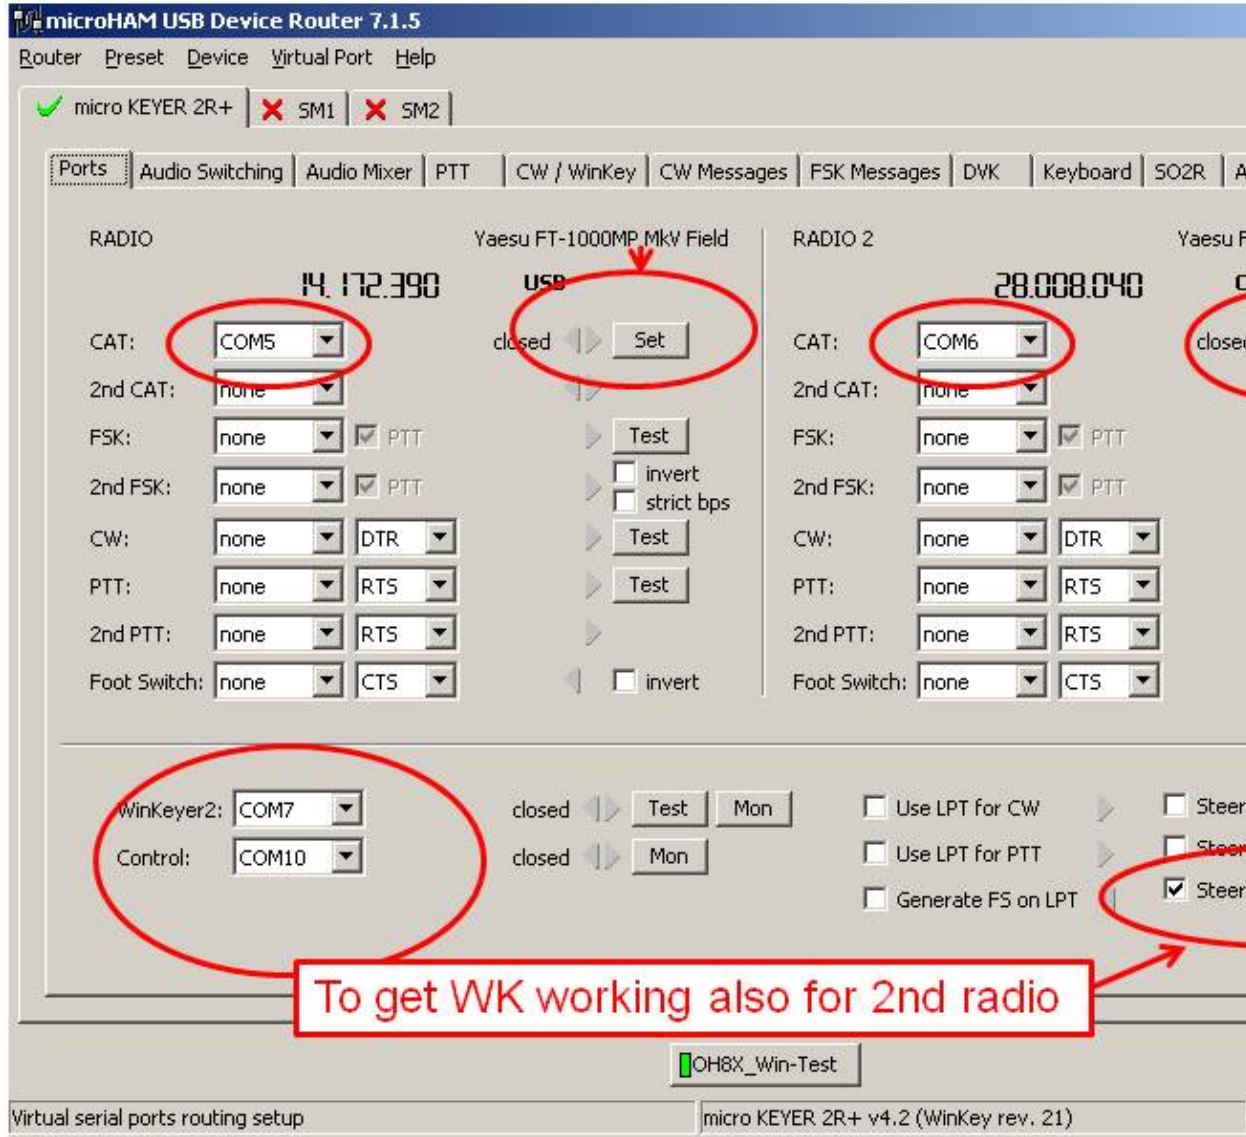 microHAM USB Device Router 7.1.5
Router Preset Device Virtual Port Help
micro KEYER 2R+ SM1 SM2
Ports Audio Switching Audio Mixer PTT CW / WinKey CW Messages FSK Messages DVK Keyboard SO2R A
RADIO Yaesu FT-1000MP MkV Field RADIO 2 Yaesu F
14.172.390 USB 28.008.040 C
CAT: COM5 closed Set CAT: COM6 closed
2nd CAT: none 2nd CAT: none
FSK: none PTT Test FSK: none PTT
2nd FSK: none PTT invert 2nd FSK: none PTT
strict bps
CW: none DTR Test CW: none DTR
PTT: none RTS Test PTT: none RTS
2nd PTT: none RTS 2nd PTT: none RTS
Foot Switch: none CTS invert Foot Switch: none CTS
WinKeyer2: COM7 closed Test Mon Use LPT for CW Steer
Control: COM10 closed Mon Use LPT for PTT Steer
Generate FS on LPT Steer
To get WK working also for 2nd radio
OH8X_Win-Test
Virtual serial ports routing setup micro KEYER 2R+ v4.2 (WinKey rev. 21)